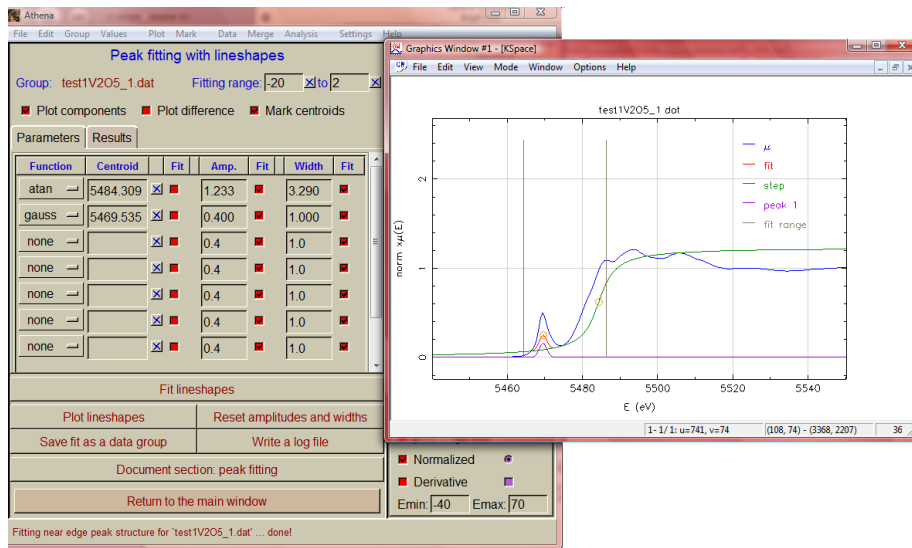 Athena
File Edit Group Values Plot Mark Data Merge Analysis Settings Help
Peak fitting with lineshapes
Group: test1V2O5_1.dat Fitting range: -20 to 2
Plot components Plot difference Mark centroids
Parameters Results
Function Centroid Fit Amp. Fit Width Fit
atan 5484.309 1.233 3.290
gauss 5469.535 0.400 1.000
none 0.4 1.0
none 0.4 1.0
none 0.4 1.0
none 0.4 1.0
none 0.4 1.0
Fit lineshapes
Plot lineshapes Reset amplitudes and widths
Save fit as a data group Write a log file
Document section: peak fitting
Return to the main window
Fitting near edge peak structure for `test1V2O5_1.dat' ... done!
Normalized
Derivative
Emin: -40 Emax: 70
Graphics Window #1 - [KSpace]
File Edit View Mode Window Options Help
test1V2O5_1 dat
μ
fit
step
peak 1
fit range
norm. xμ(E)
2
1
0
5460 5480 5500 5520 5540
E (eV)
1- 1/ 1: u=741, v=74 (108, 74) - (3368, 2207) 36